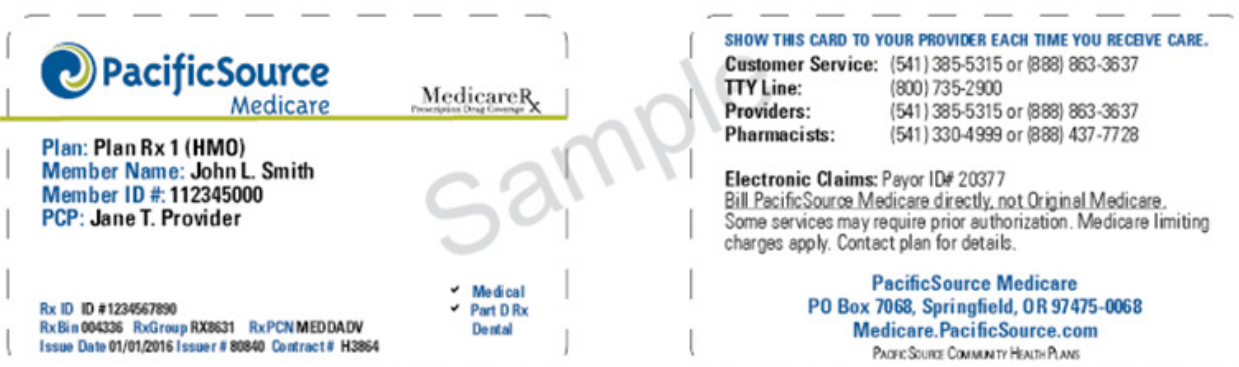 PacificSource
Medicare
MedicareRx
Prescription Drug Coverage
Plan: Plan Rx 1 (HMO)
Member Name: John L. Smith
Member ID #: 112345000
PCP: Jane T. Provider
Rx ID ID #1234567890
RxBin 004336 RxGroup RX8631 RxPCN MEDDADV
Issue Date 01/01/2016 Issuer # 80840 Contract # H3864
✓ Medical
✓ Part D Rx
Dental
Sample
SHOW THIS CARD TO YOUR PROVIDER EACH TIME YOU RECEIVE CARE.
Customer Service: (541) 385-5315 or (888) 863-3637
TTY Line: (800) 735-2900
Providers: (541) 385-5315 or (888) 863-3637
Pharmacists: (541) 330-4999 or (888) 437-7728
Electronic Claims: Payor ID# 20377
Bill PacificSource Medicare directly, not Original Medicare.
Some services may require prior authorization. Medicare limiting
charges apply. Contact plan for details.
PacificSource Medicare
PO Box 7068, Springfield, OR 97475-0068
Medicare.PacificSource.com
PacificSource Community Health Plans